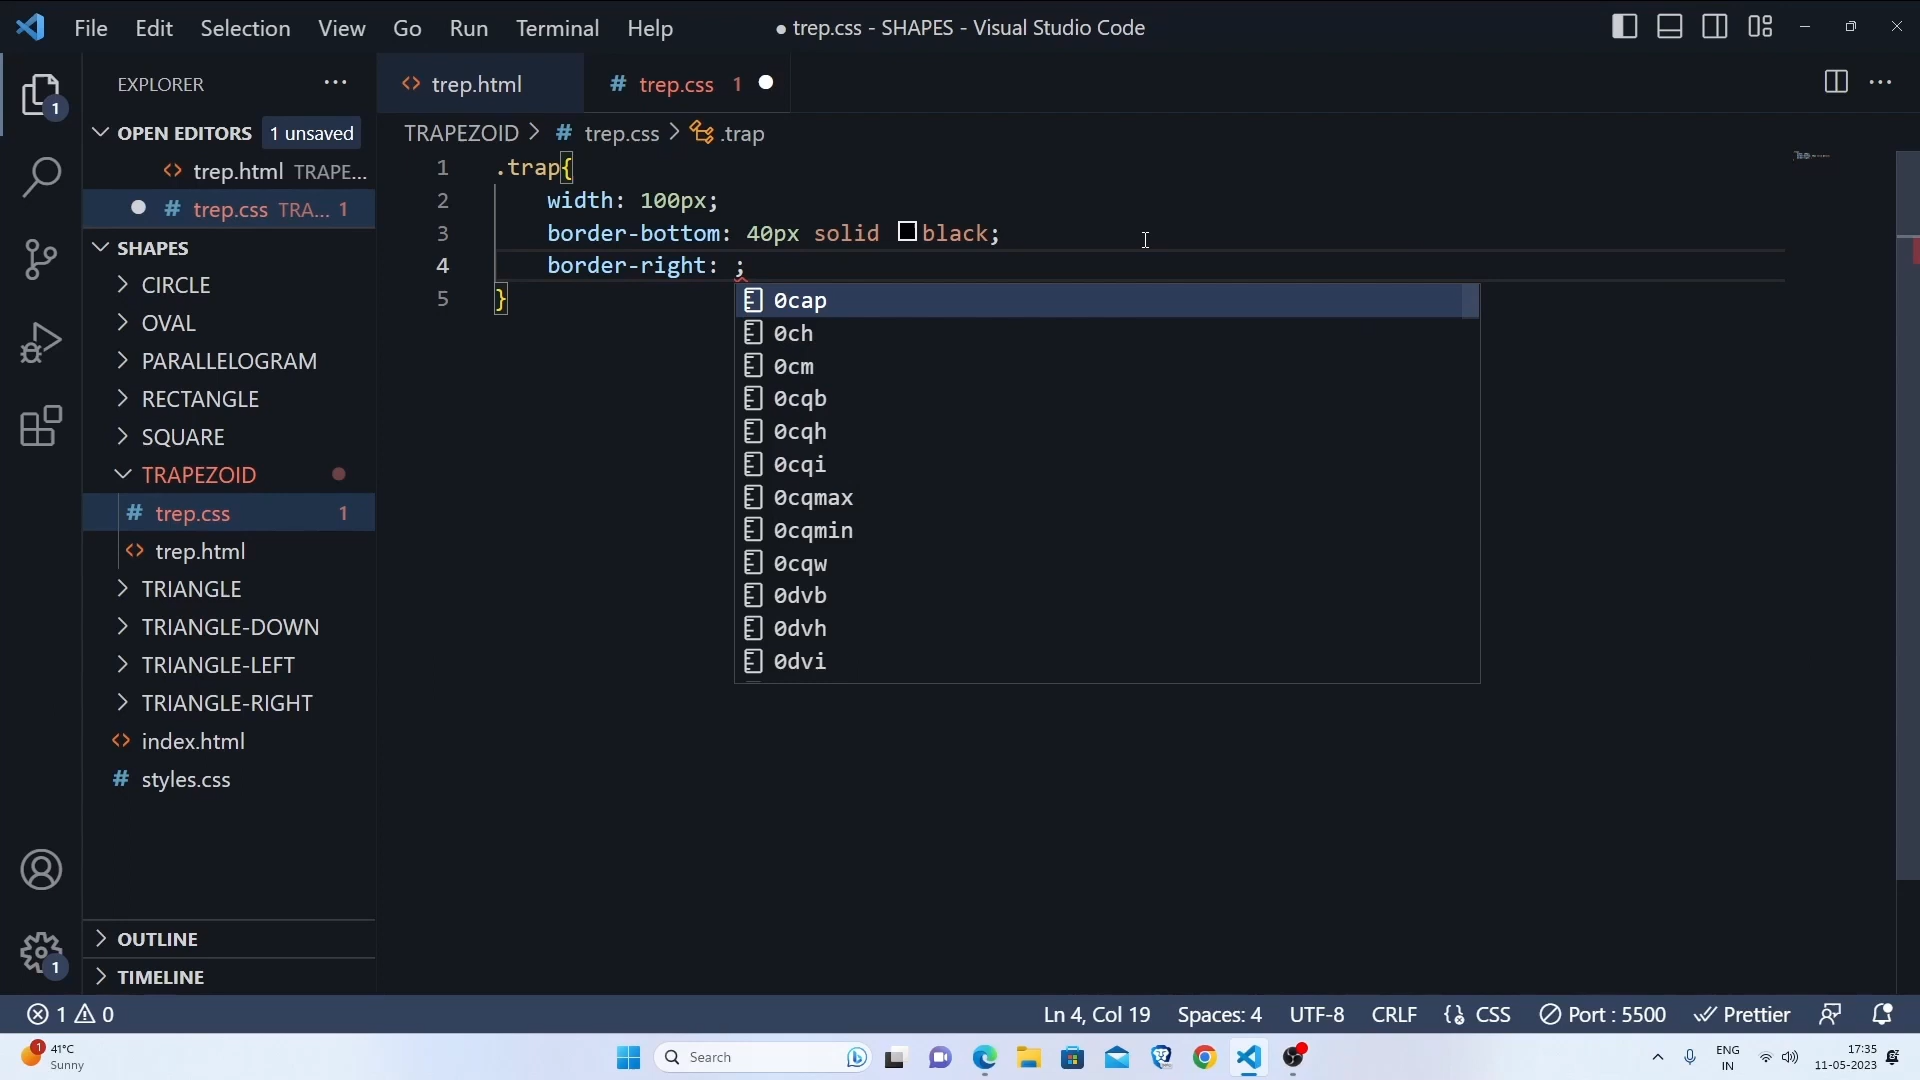 File Edit Selection View Go Run Terminal Help
● trep.css - SHAPES - Visual Studio Code
EXPLORER
OPEN EDITORS 1 unsaved
trep.html TRAPE...
trep.css TRA... 1
SHAPES
CIRCLE
OVAL
PARALLELOGRAM
RECTANGLE
SQUARE
TRAPEZOID
trep.css 1
trep.html
TRIANGLE
TRIANGLE-DOWN
TRIANGLE-LEFT
TRIANGLE-RIGHT
index.html
styles.css
OUTLINE
TIMELINE
1
1
trep.html
trep.css 1
TRAPEZOID > trep.css > .trap
1 .trap{
2 width: 100px;
3 border-bottom: 40px solid black;
4 border-right: ;
5 }
0cap
0ch
0cm
0cqb
0cqh
0cqi
0cqmax
0cqmin
0cqw
0dvb
0dvh
0dvi
1 0
Ln 4, Col 19 Spaces: 4 UTF-8 CRLF CSS Port : 5500 Prettier
1
41°C
Sunny
Search
ENG
IN
17:35
11-05-2023